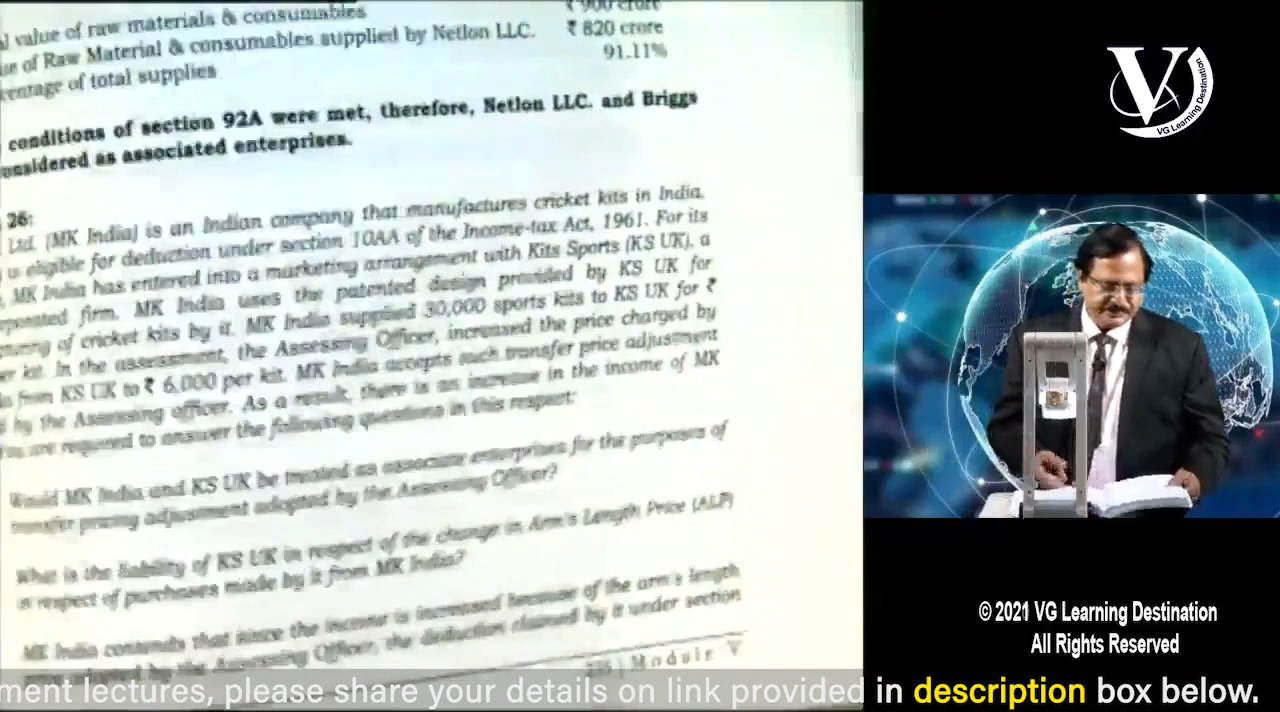 al value of raw materials & consumables
₹ 900 crore
ue of Raw Material & consumables supplied by Netlon LLC.
₹ 820 crore
centage of total supplies
91.11%
conditions of section 92A were met, therefore, Netlon LLC. and Briggs
onsidered as associated enterprises.
26:
Ltd. (MK India) is an Indian company that manufactures cricket kits in India.
is eligible for deduction under section 10AA of the Income-tax Act, 1961. For its
MK India has entered into a marketing arrangement with Kits Sports (KS UK), a
firm. MK India uses the patented design provided by KS UK for
of cricket kits by it. MK India supplied 30,000 sports kits to KS UK for ₹
er kit. In the assessment, the Assessing Officer, increased the price charged by
from KS UK to ₹ 6,000 per kit. MK India accepts such transfer price adjustment
by the Assessing officer. As a result, there is an increase in the income of MK
You are required to answer the following questions in this respect:
Would MK India and KS UK be treated as associate enterprises for the purposes of
transfer pricing adjustment adopted by the Assessing Officer?
What is the liability of KS UK in respect of the change in Arm's Length Price (ALP)
in respect of purchases made by it from MK India?
MK India contends that since the income is increased because of the arm's length
by the Assessing Officer, the deduction claimed by it under section
| Module V
V
VG Learning Destination
© 2021 VG Learning Destination
All Rights Reserved
ment lectures, please share your details on link provided in description box below.